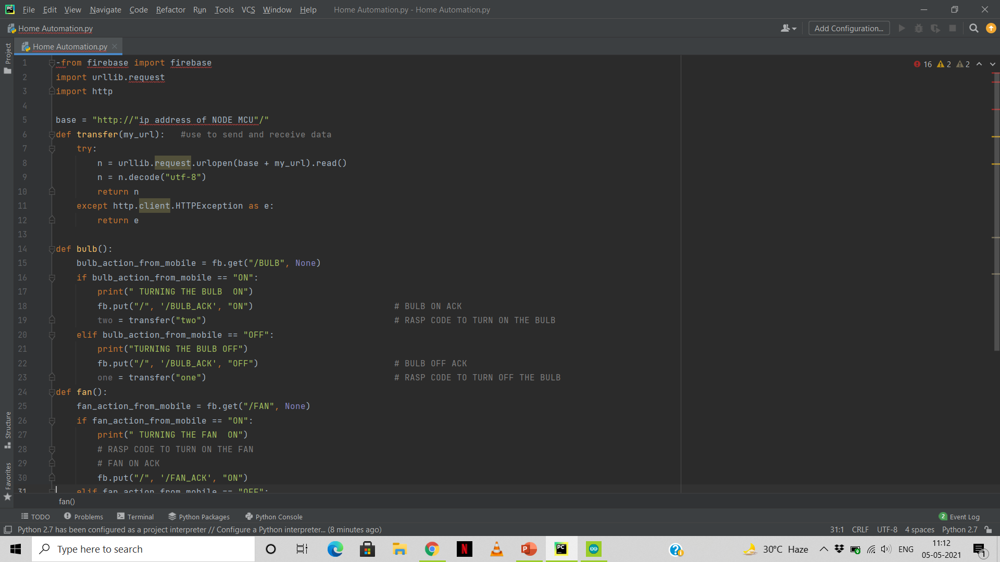 File Edit View Navigate Code Refactor Run Tools VCS Window Help Home Automation.py - Home Automation.py
Home Automation.py Add Configuration...
Project
Home Automation.py
16 2 2
1 -from firebase import firebase
2 import urllib.request
3 import http
4
5 base = "http://"ip address of NODE MCU"/"
6 def transfer(my_url):   #use to send and receive data
7     try:
8         n = urllib.request.urlopen(base + my_url).read()
9         n = n.decode("utf-8")
10         return n
11     except http.client.HTTPException as e:
12         return e
13
14 def bulb():
15     bulb_action_from_mobile = fb.get("/BULB", None)
16     if bulb_action_from_mobile == "ON":
17         print(" TURNING THE BULB  ON")
18         fb.put("/", '/BULB_ACK', "ON")                           # BULB ON ACK
19         two = transfer("two")                                    # RASP CODE TO TURN ON THE BULB
20     elif bulb_action_from_mobile == "OFF":
21         print("TURNING THE BULB OFF")
22         fb.put("/", '/BULB_ACK', "OFF")                          # BULB OFF ACK
23         one = transfer("one")                                    # RASP CODE TO TURN OFF THE BULB
24 def fan():
25     fan_action_from_mobile = fb.get("/FAN", None)
26     if fan_action_from_mobile == "ON":
27         print(" TURNING THE FAN  ON")
28         # RASP CODE TO TURN ON THE FAN
29         # FAN ON ACK
30         fb.put("/", '/FAN_ACK', "ON")
31     elif fan_action_from_mobile == "OFF":
Structure
Favorites
fan()
TODO Problems Terminal Python Packages Python Console 2 Event Log
Python 2.7 has been configured as a project interpreter // Configure a Python interpreter... (8 minutes ago) 31:1 CRLF UTF-8 4 spaces Python 2.7
Type here to search 30°C Haze ENG 11:12
05-05-2021 1